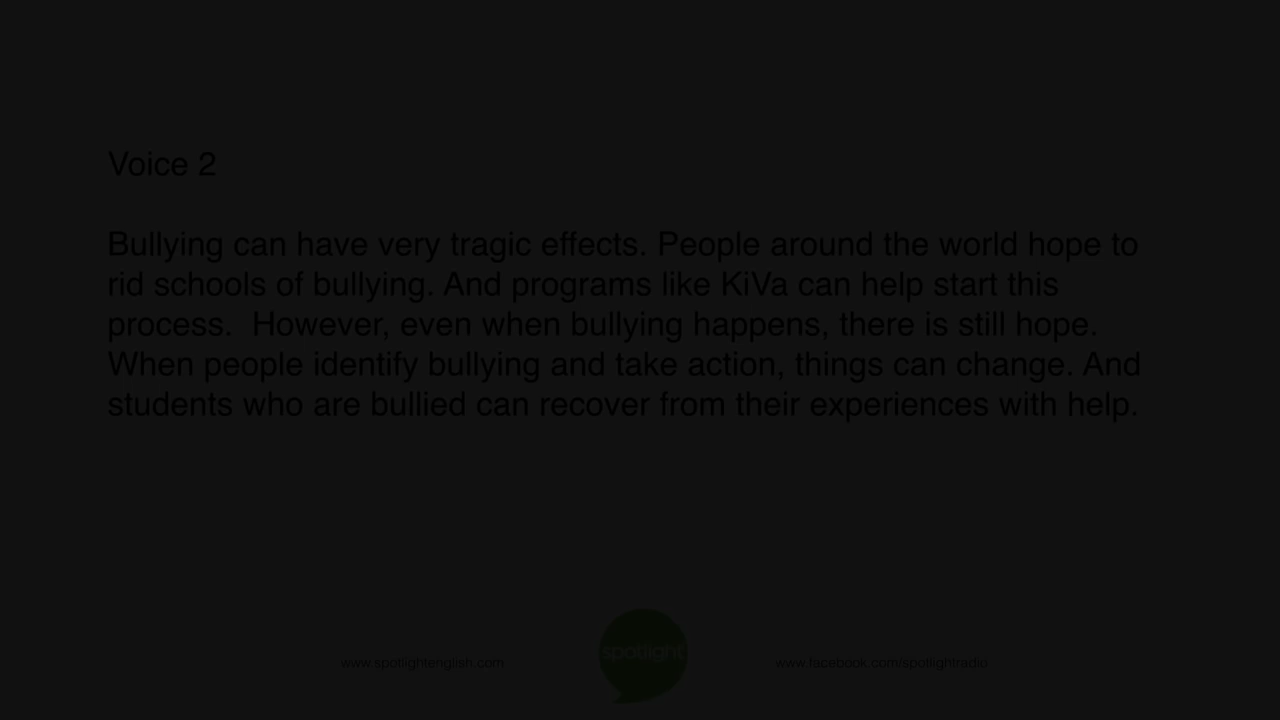 Voice 2
Bullying can have very tragic effects. People around the world hope to
rid schools of bullying. And programs like KiVa can help start this
process.  However, even when bullying happens, there is still hope.
When people identify bullying and take action, things can change. And
students who are bullied can recover from their experiences with help.
spotlight
www.spotlightenglish.com
www.facebook.com/spotlightradio